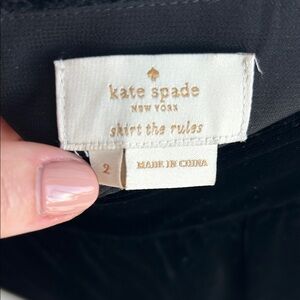 kate spade
NEW YORK
skirt the rules
2
MADE IN CHINA